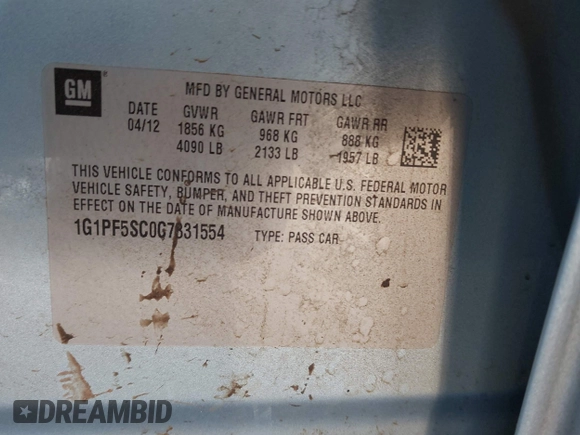 GM
MFD BY GENERAL MOTORS LLC
DATE GVWR GAWR FRT GAWR RR
04/12 1856 KG 968 KG 888 KG
4090 LB 2133 LB 1957 LB
THIS VEHICLE CONFORMS TO ALL APPLICABLE U.S. FEDERAL MOTOR
VEHICLE SAFETY, BUMPER, AND THEFT PREVENTION STANDARDS IN
EFFECT ON THE DATE OF MANUFACTURE SHOWN ABOVE.
TYPE: PASS CAR
DREAMBID